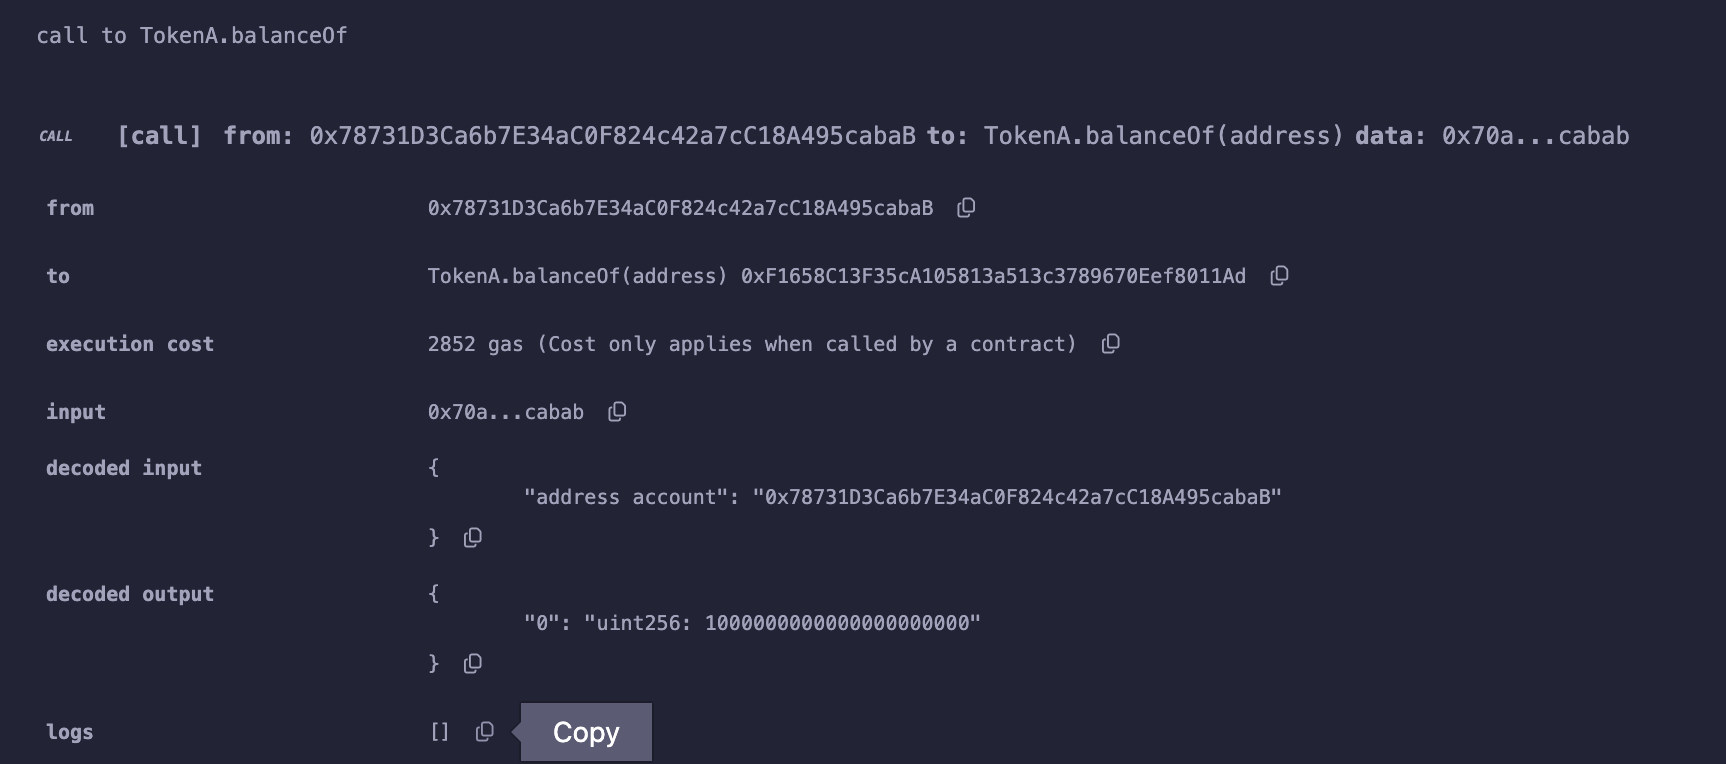 call to TokenA.balanceOf
CALL [call] from: 0x78731D3Ca6b7E34aC0F824c42a7cC18A495cabaB to: TokenA.balanceOf(address) data: 0x70a...cabab
from 0x78731D3Ca6b7E34aC0F824c42a7cC18A495cabaB
to TokenA.balanceOf(address) 0xF1658C13F35cA105813a513c3789670Eef8011Ad
execution cost 2852 gas (Cost only applies when called by a contract)
input 0x70a...cabab
decoded input {
"address account": "0x78731D3Ca6b7E34aC0F824c42a7cC18A495cabaB"
}
decoded output {
"0": "uint256: 1000000000000000000000"
}
logs [] Copy